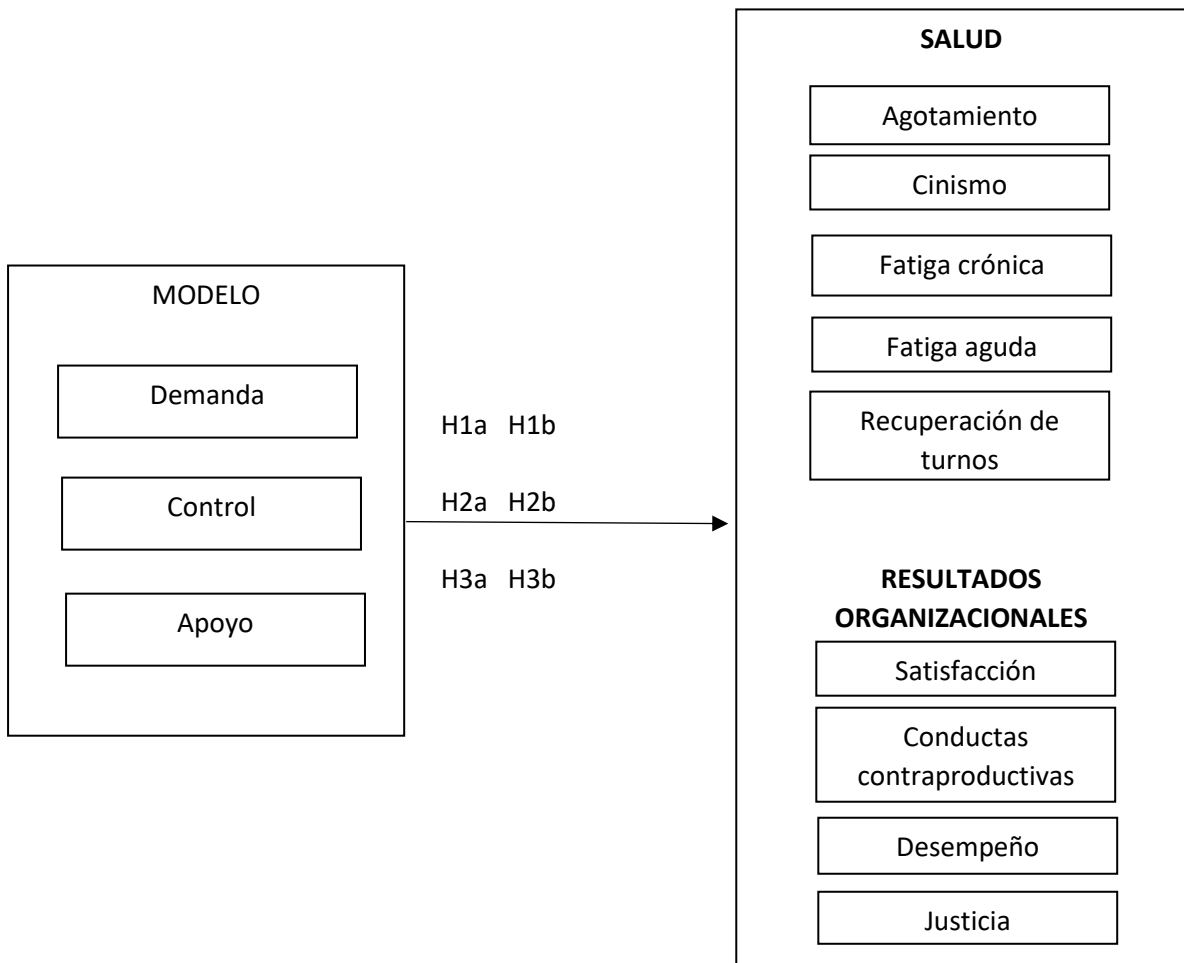 MODELO
Demanda
Control
Apoyo
H1a H1b
H2a H2b
H3a H3b
SALUD
Agotamiento
Cinismo
Fatiga crónica
Fatiga aguda
Recuperación de
turnos
RESULTADOS
ORGANIZACIONALES
Satisfacción
Conductas
contraproductivas
Desempeño
Justicia